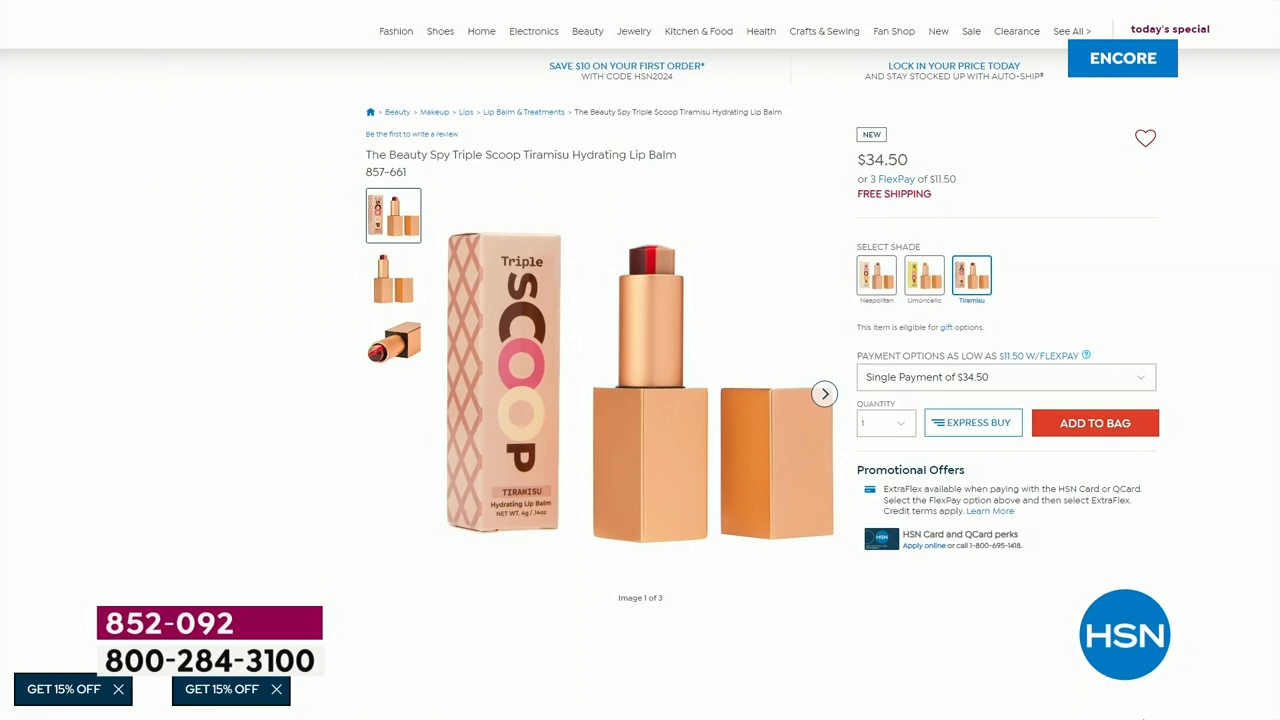 Fashion Shoes Home Electronics Beauty Jewelry Kitchen & Food Health Crafts & Sewing Fan Shop New Sale Clearance See All > today's special
ENCORE
SAVE $10 ON YOUR FIRST ORDER*
WITH CODE HSN2024
LOCK IN YOUR PRICE TODAY
AND STAY STOCKED UP WITH AUTO-SHIP®
> Beauty > Makeup > Lips > Lip Balm & Treatments > The Beauty Spy Triple Scoop Tiramisu Hydrating Lip Balm
Be the first to write a review
The Beauty Spy Triple Scoop Tiramisu Hydrating Lip Balm
857-661
Triple
SCOOP
TIRAMISU
Hydrating Lip Balm
NET WT. 4g / .14oz
Image 1 of 3
NEW
$34.50
or 3 FlexPay of $11.50
FREE SHIPPING
SELECT SHADE
Neapolitan Limoncello Tiramisu
This item is eligible for gift options.
PAYMENT OPTIONS AS LOW AS $11.50 W/FLEXPAY ?
Single Payment of $34.50
QUANTITY
1 EXPRESS BUY ADD TO BAG
Promotional Offers
ExtraFlex available when paying with the HSN Card or QCard.
Select the FlexPay option above and then select ExtraFlex.
Credit terms apply. Learn More
HSN Card and QCard perks
Apply online or call 1-800-695-1418.
852-092
800-284-3100
GET 15% OFF GET 15% OFF
HSN